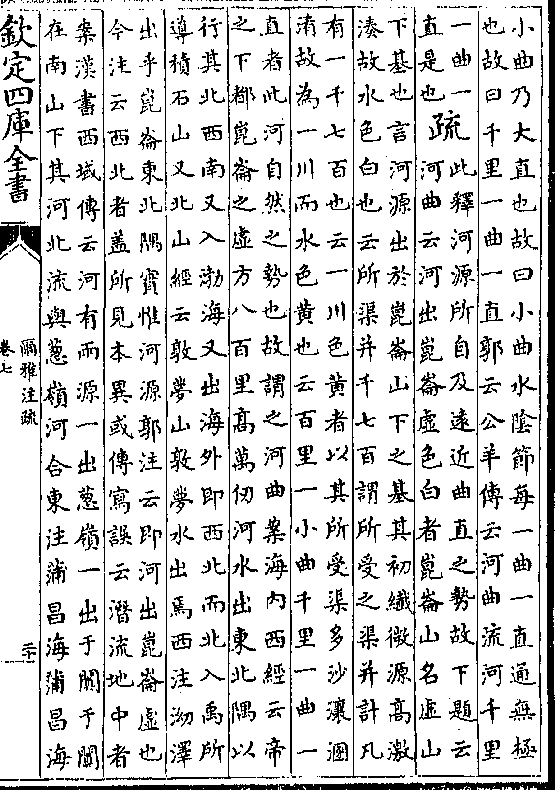 小曲乃大直也故曰小曲水陰節每一曲一直通無極
也故曰千里一曲一直郭云公羊傳云河曲流河千里
一曲一
直是也
疏
此釋河源所自及遠近曲直之勢故下題云
河曲云河出崑崙虛色白者崑崙山名虛山
下基也言河源出於崑崙山下之基其初纖微源高激
湊故水色白也云所渠并千七百謂所受之渠并計凡
有一千七百也云一川色黄者以其所受渠多沙壤溷
淆故為一川而水色黄也云百里一小曲千里一曲一
直者此河自然之勢也故謂之河曲案海内西經云帝
之下都崑崙之虛方八百里高萬仞河水出東北隅以
行其北西南又入渤海又出海外即西北而北入禹所
導積石山又北山經云敦夢山敦夢水出焉西注泑澤
出乎崑崙東北隅實惟河源郭注云即河出崑崙虛也
今注云西北者盖所見本異或傳寫誤云潛流地中者
案漢書西域傳云河有兩源一出葱嶺一出于闐于闐
在南山下其河北流與葱嶺河合東注蒲昌海蒲昌海
欽定四庫全書
爾雅注疏
卷七
二十